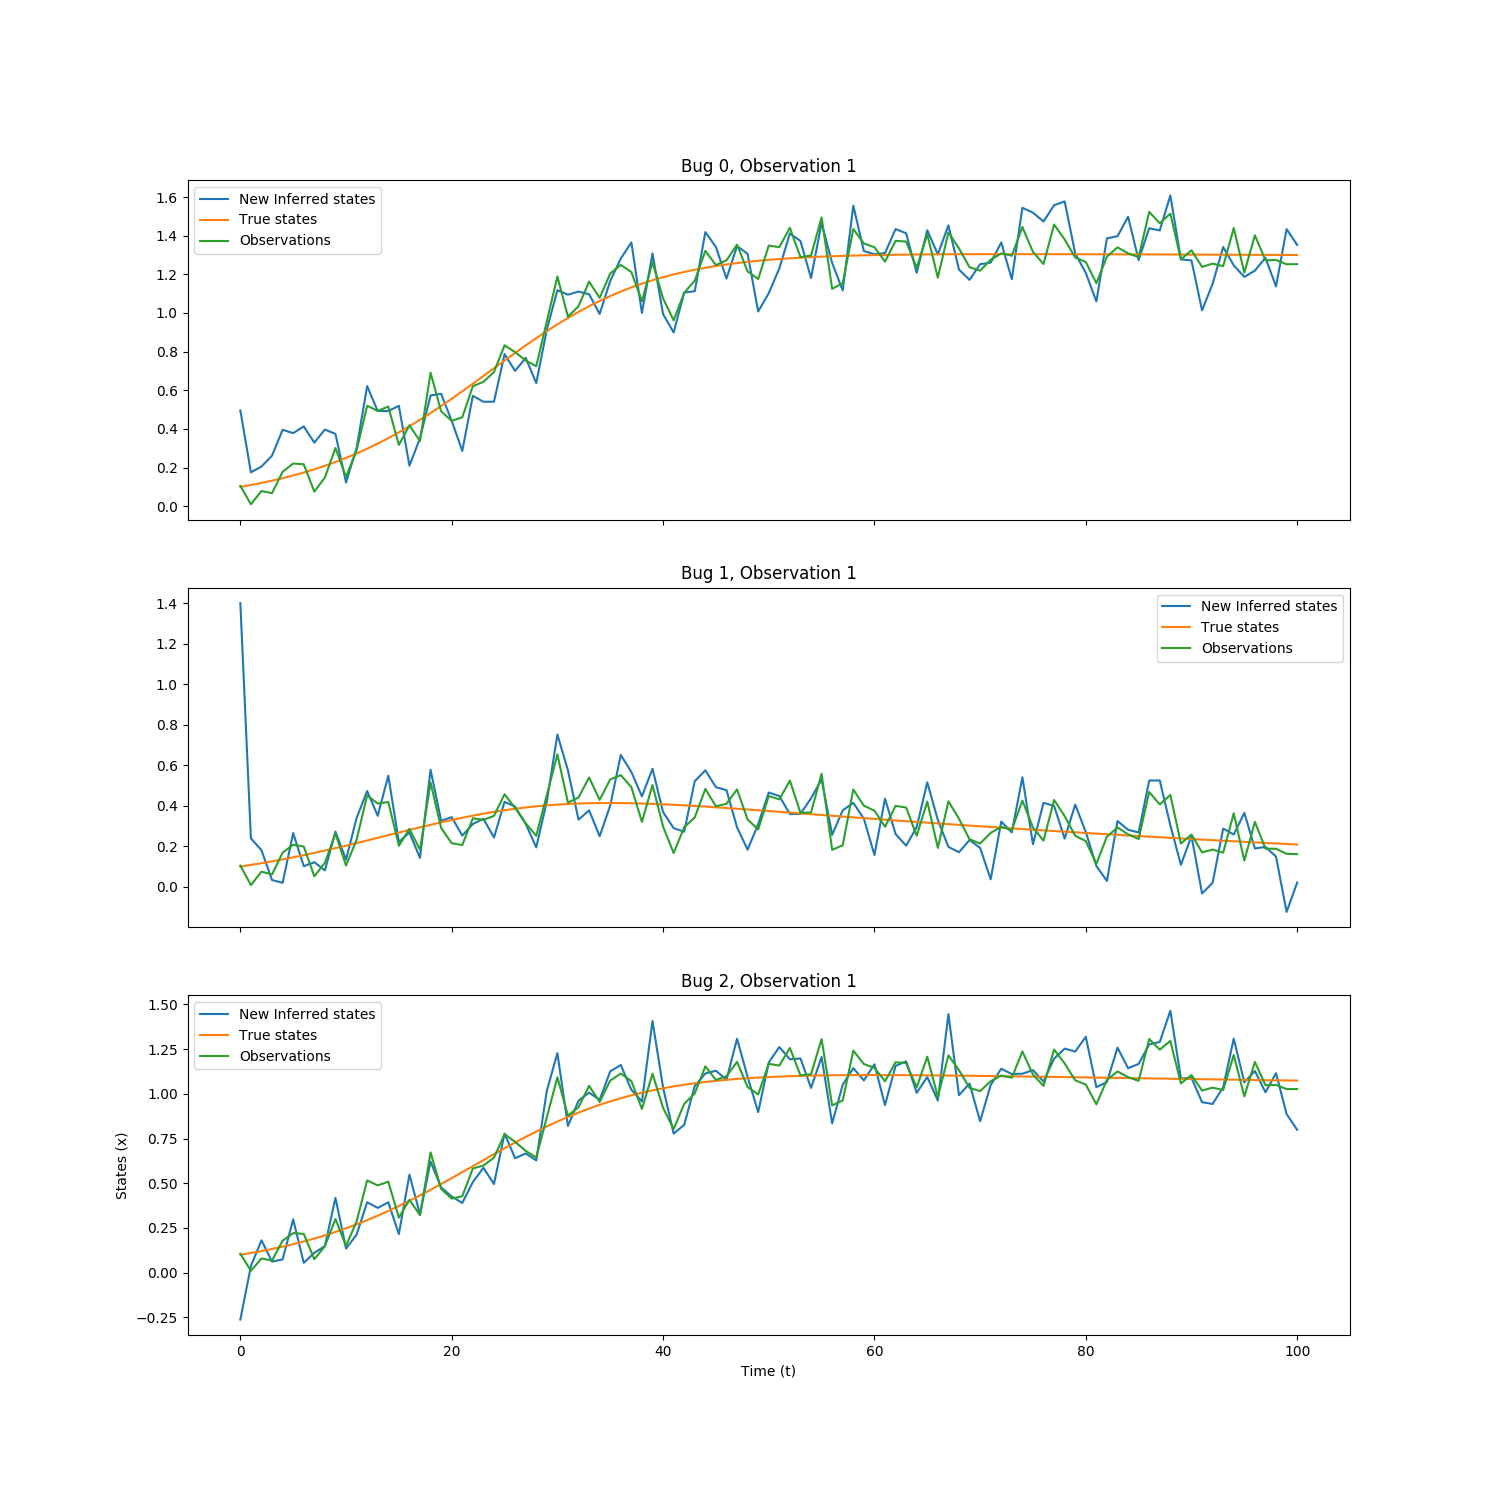 Bug 0, Observation 1
New Inferred states
True states
Observations
1.6
1.4
1.2
1.0
0.8
0.6
0.4
0.2
0.0
Bug 1, Observation 1
New Inferred states
True states
Observations
1.4
1.2
1.0
0.8
0.6
0.4
0.2
0.0
Bug 2, Observation 1
New Inferred states
True states
Observations
1.50
1.25
1.00
0.75
0.50
0.25
0.00
−0.25
States (x)
0 20 40 60 80 100
Time (t)